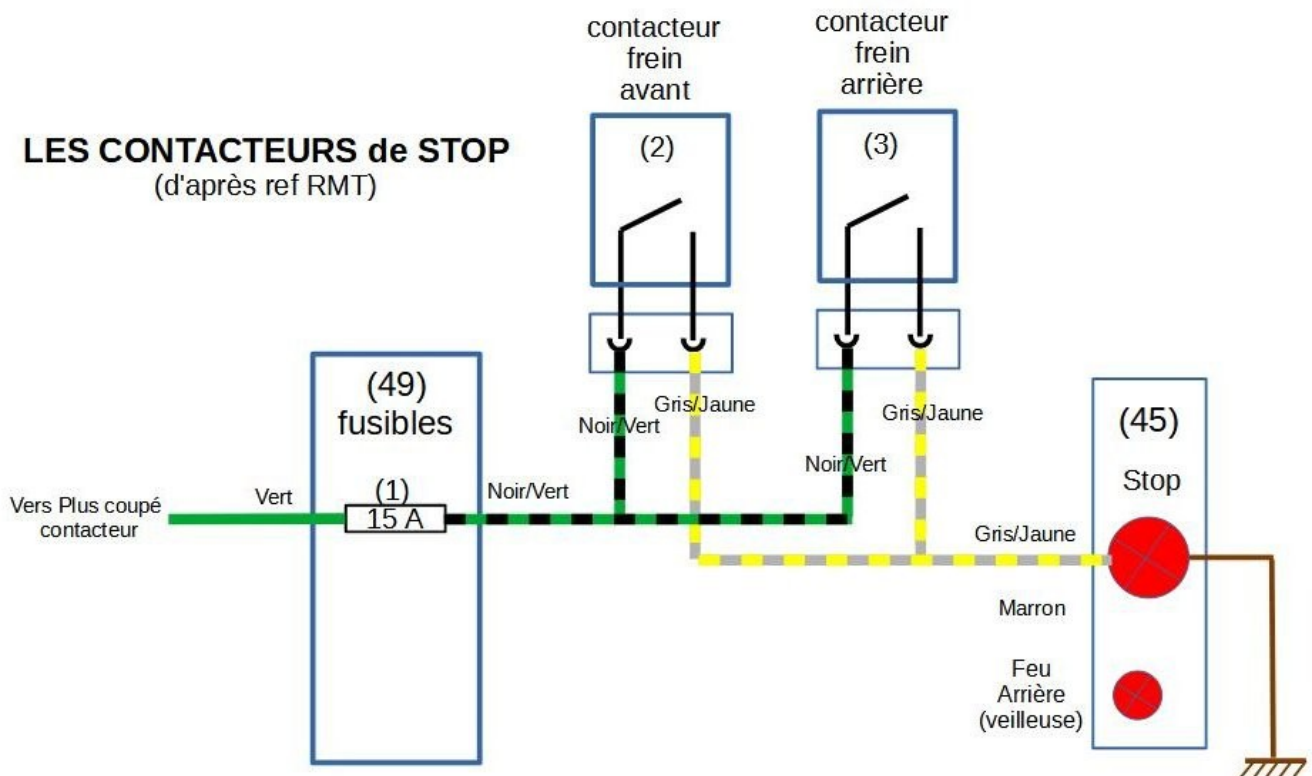 contacteur
frein
avant
contacteur
frein
arrière
LES CONTACTEURS de STOP
(d'après ref RMT)
(2)
(3)
(49)
fusibles
Gris/Jaune
Noir/Vert
Gris/Jaune
Noir/Vert
(45)
Stop
Vers Plus coupé
contacteur
Vert
(1)
15 A
Noir/Vert
Gris/Jaune
Marron
Feu
Arrière
(veilleuse)